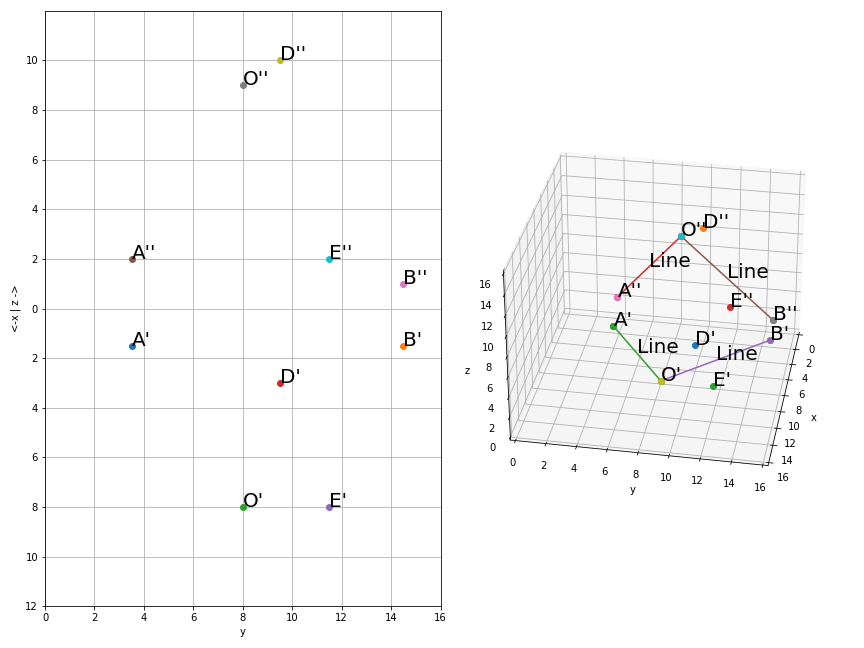 10
8
6
4
2
0
2
4
6
8
10
12
<-x | z ->
0 2 4 6 8 10 12 14 16
y
D''
O''
A''
E''
B''
A'
B'
D'
O'
E'
16
14
12
10
8
6
4
2
0
z
0 2 4 6 8 10 12 14 16
y
0
2
4
6
8
10
12
14
16
x
O''
D''
Line
Line
A''
E''
B''
A'
B'
D'
Line
Line
O'
E'